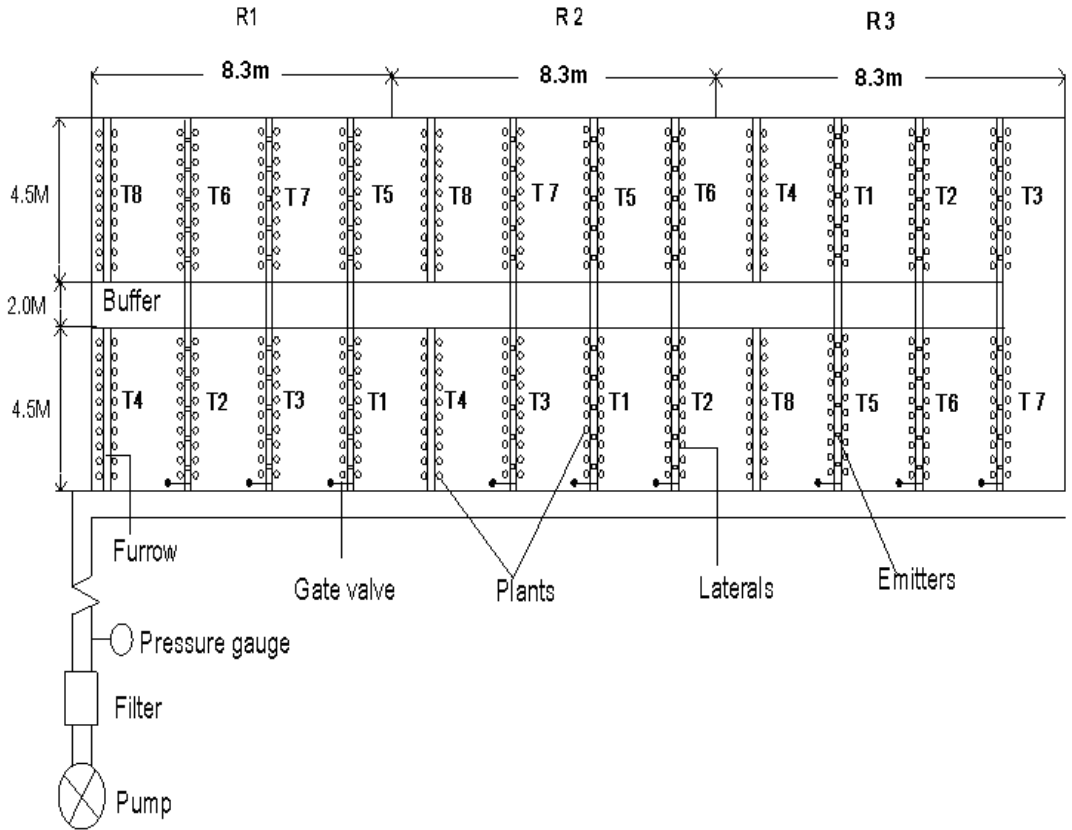 R1 R 2 R 3
8.3m 8.3m 8.3m
4.5M T8 T6 T 7 T5 T8 T 7 T5 T6 T4 T1 T2 T3
2.0M Buffer
4.5M T4 T2 T3 T1 T4 T3 T1 T2 T8 T5 T6 T 7
Furrow
Gate valve Plants Laterals Emitters
Pressure gauge
Filter
Pump